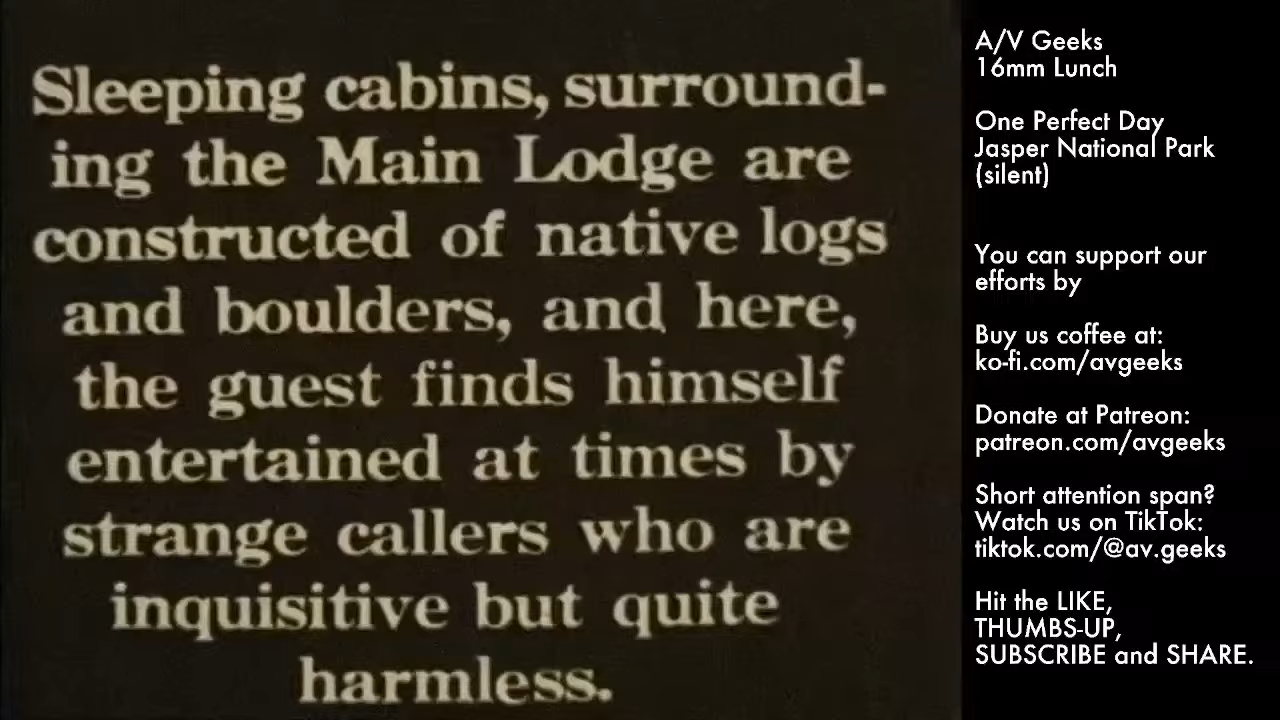 Sleeping cabins, surround-
ing the Main Lodge are
constructed of native logs
and boulders, and here,
the guest finds himself
entertained at times by
strange callers who are
inquisitive but quite
harmless.
A/V Geeks
16mm Lunch
One Perfect Day
Jasper National Park
(silent)
You can support our
efforts by
Buy us coffee at:
ko-fi.com/avgeeks
Donate at Patreon:
patreon.com/avgeeks
Short attention span?
Watch us on TikTok:
tiktok.com/@av.geeks
Hit the LIKE,
THUMBS-UP,
SUBSCRIBE and SHARE.